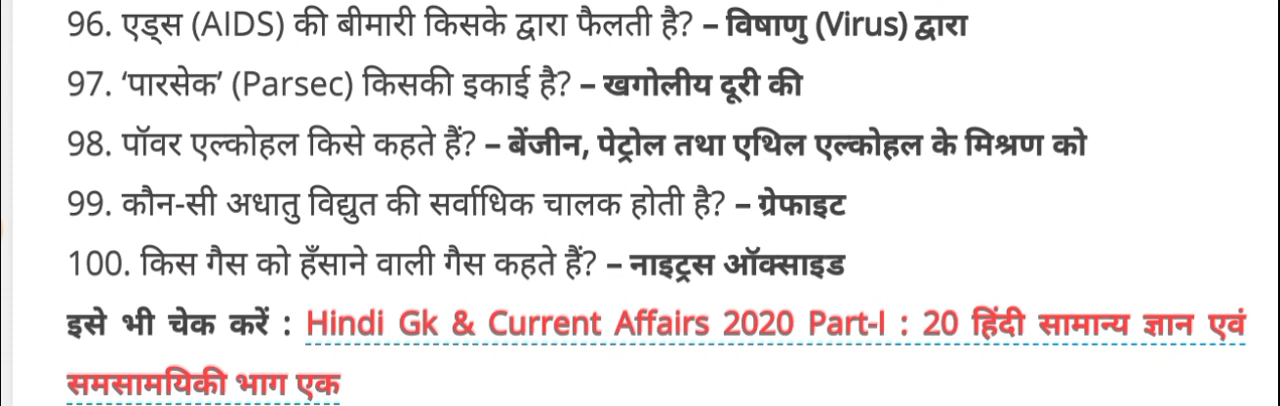 96. एड्स (AIDS) की बीमारी किसके द्वारा फैलती है? – विषाणु (Virus) द्वारा
97. ‘पारसेक’ (Parsec) किसकी इकाई है? – खगोलीय दूरी की
98. पॉवर एल्कोहल किसे कहते हैं? – बेंजीन, पेट्रोल तथा एथिल एल्कोहल के मिश्रण को
99. कौन-सी अधातु विद्युत की सर्वाधिक चालक होती है? – ग्रेफाइट
100. किस गैस को हँसाने वाली गैस कहते हैं? – नाइट्रस ऑक्साइड
इसे भी चेक करें : Hindi Gk & Current Affairs 2020 Part-I : 20 हिंदी सामान्य ज्ञान एवं
समसामयिकी भाग एक